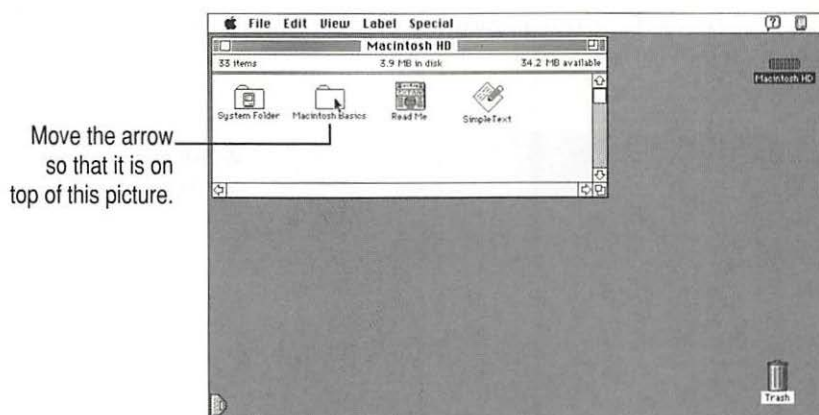 File Edit View Label Special
Macintosh HD
33 items 3.9 MB in disk 34.2 MB available
System Folder Macintosh Basics Read Me SimpleText
Macintosh HD
Move the arrow
so that it is on
top of this picture.
Trash